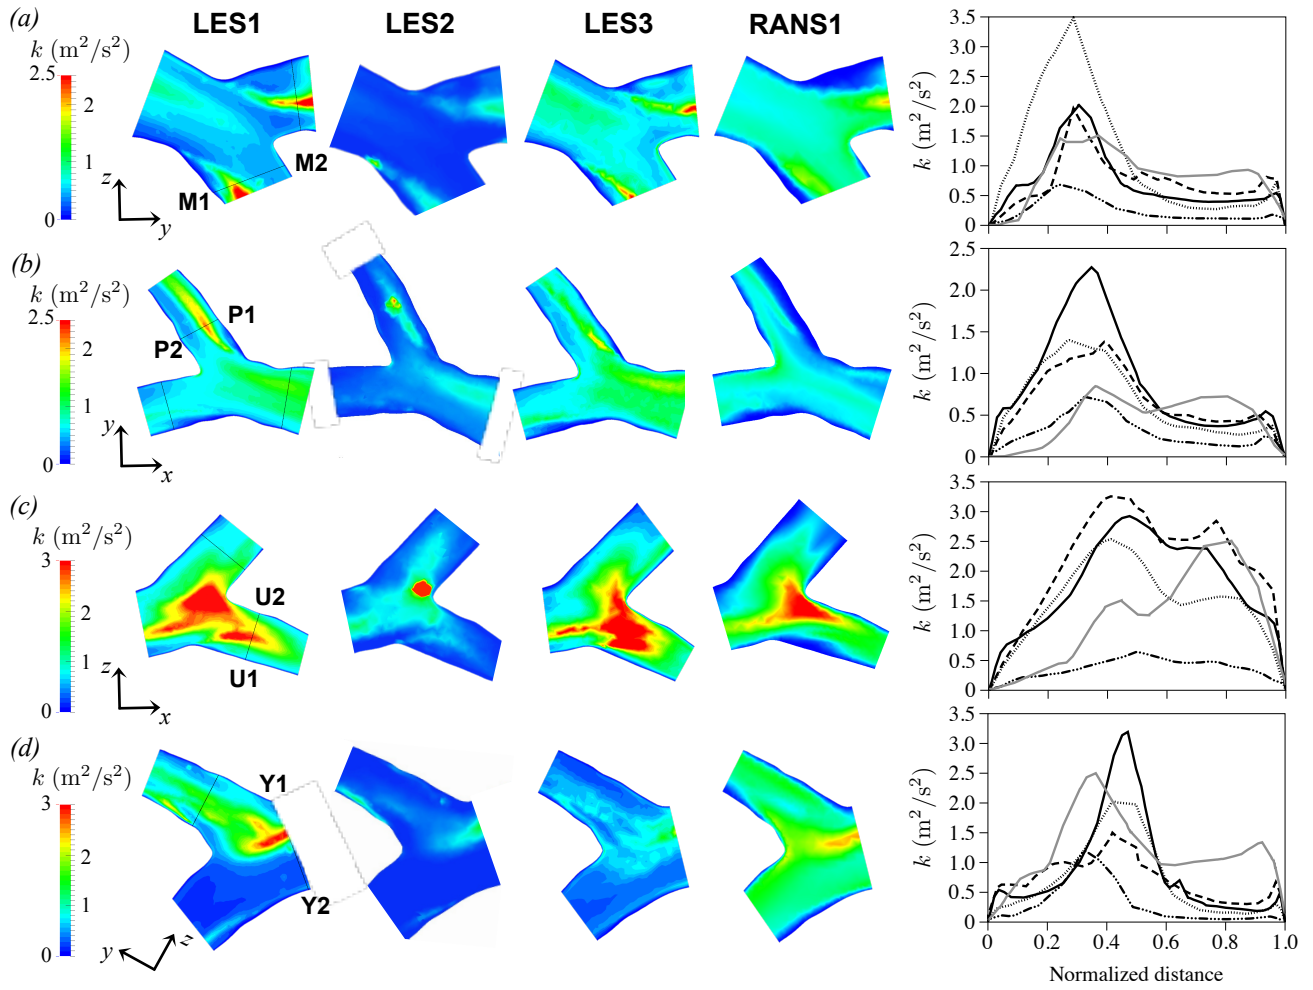 LES1 LES2 LES3 RANS1
(a)
k (m²/s²)
2.5
2
1
0
M1
M2
z
y
k (m²/s²)
3.5
3.0
2.5
2.0
1.5
1.0
0.5
0
(b)
k (m²/s²)
2.5
2
1
0
P1
P2
y
x
k (m²/s²)
2.5
2.0
1.5
1.0
0.5
0
(c)
k (m²/s²)
3
2
1
0
U2
U1
z
x
k (m²/s²)
3.5
3.0
2.5
2.0
1.5
1.0
0.5
0
(d)
k (m²/s²)
3
2
1
0
Y1
Y2
y
z
k (m²/s²)
3.5
3.0
2.5
2.0
1.5
1.0
0.5
0
0 0.2 0.4 0.6 0.8 1.0
Normalized distance